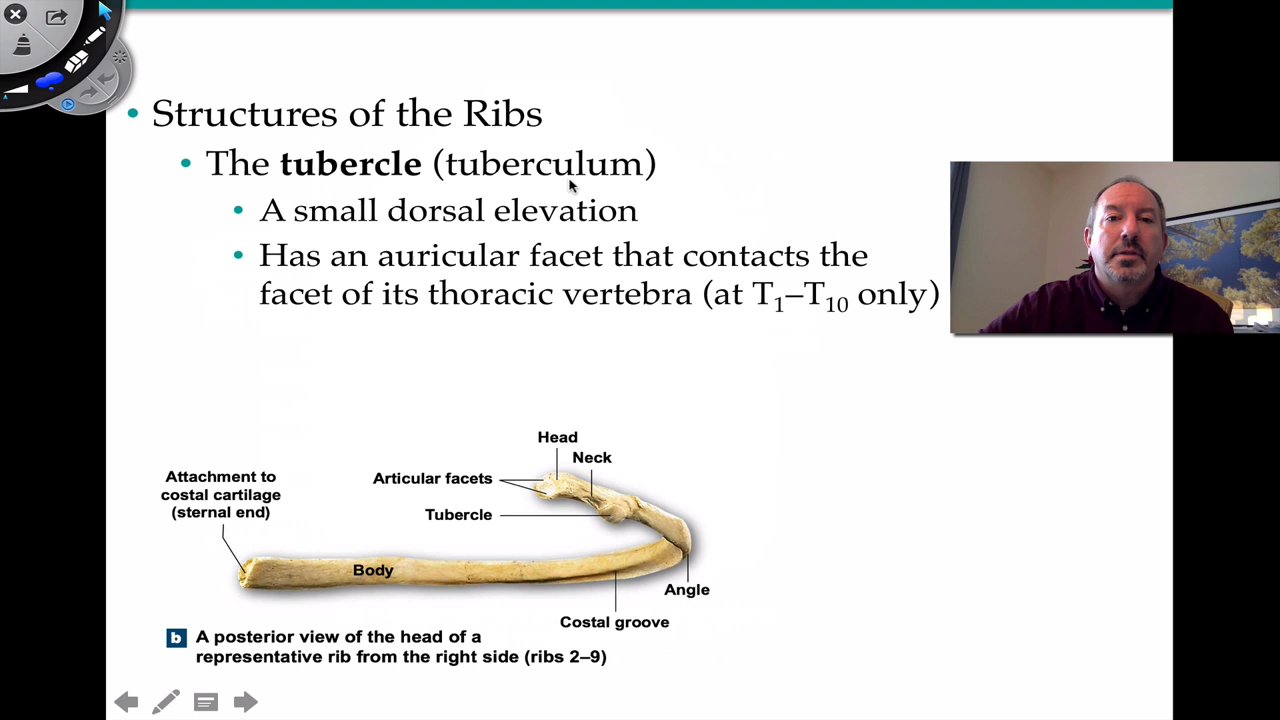 Structures of the Ribs
The tubercle (tuberculum)
A small dorsal elevation
Has an auricular facet that contacts the
facet of its thoracic vertebra (at T1–T10 only)
Head
Neck
Attachment to
costal cartilage
(sternal end)
Articular facets
Tubercle
Body
Angle
Costal groove
b A posterior view of the head of a
representative rib from the right side (ribs 2–9)